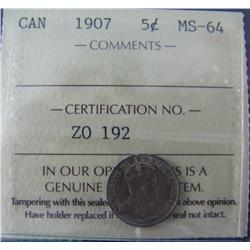 CAN 1907 5¢ MS-64
— COMMENTS —
— CERTIFICATION NO. —
ZO 192
IN OUR OP IS A
GENUINE TEM.
Tampering with this seale above opinion.
Have holder replaced if seal not intact.